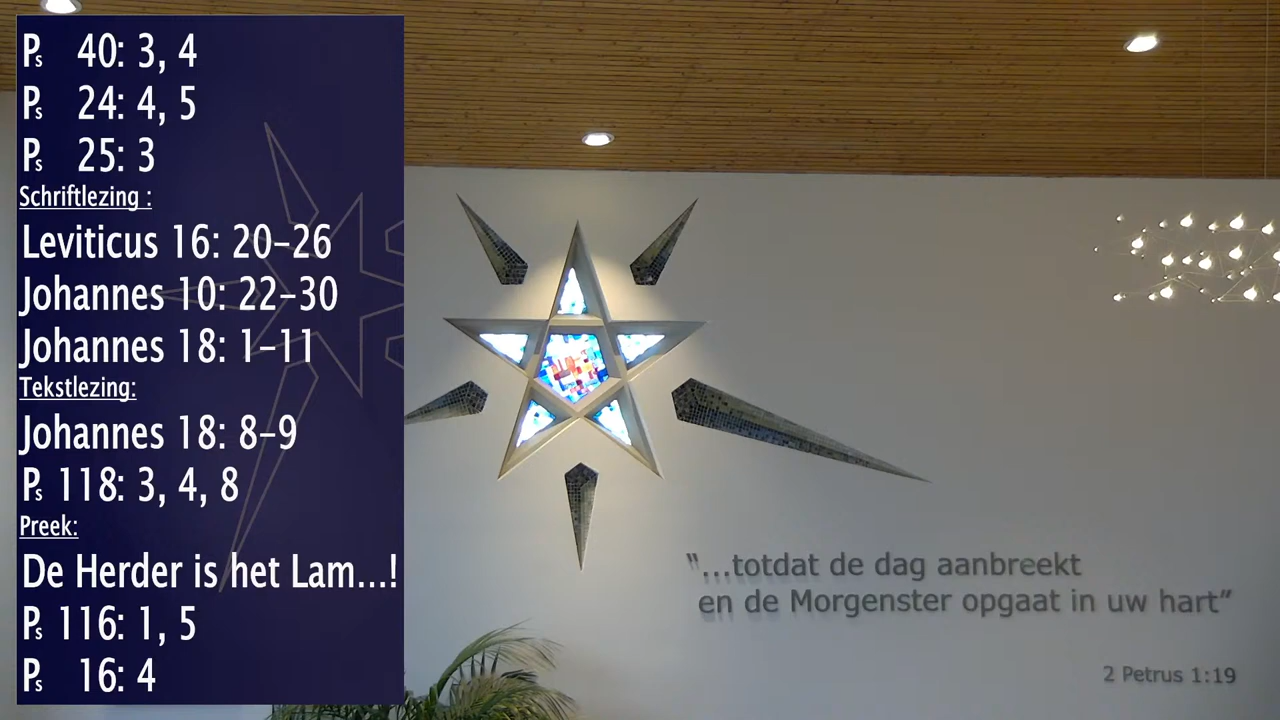 Ps 40: 3, 4
Ps 24: 4, 5
Ps 25: 3
Schriftlezing :
Leviticus 16: 20-26
Johannes 10: 22-30
Johannes 18: 1-11
Tekstlezing:
Johannes 18: 8-9
Ps 118: 3, 4, 8
Preek:
De Herder is het Lam...!
Ps 116: 1, 5
Ps 16: 4
"...totdat de dag aanbreekt
en de Morgenster opgaat in uw hart"
2 Petrus 1:19